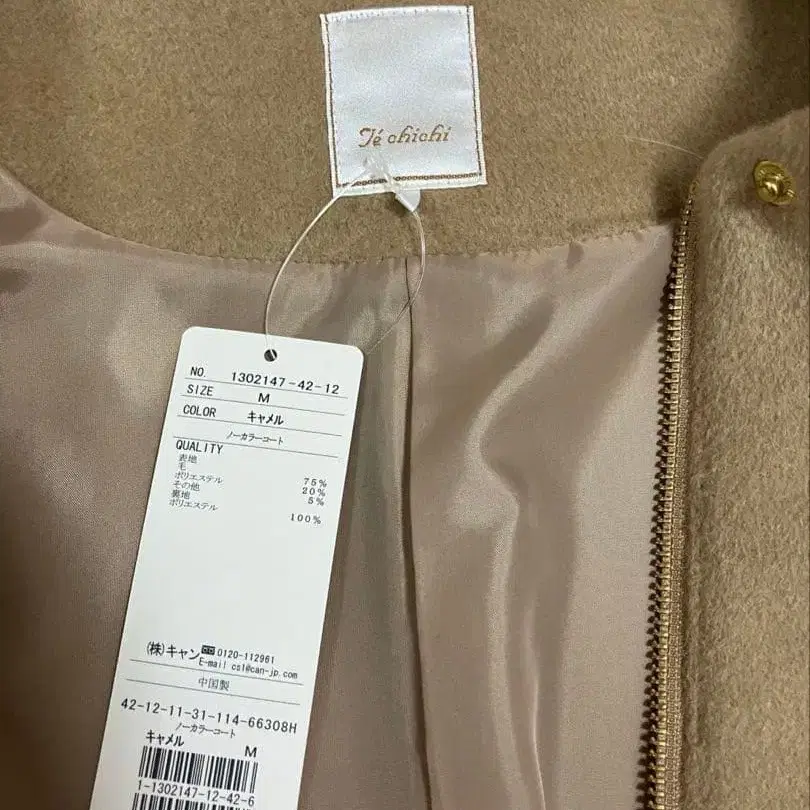 Té chichi
NO. 1302147-42-12
SIZE M
COLOR キャメル
ノーカラーコート
QUALITY
表地
毛 75%
ポリエステル 20%
その他 5%
裏地
ポリエステル 100%
(株)キャン 0120-112961
E-mail cs1@can-jp.com
中国製
42-12-11-31-114-66308H
ノーカラーコート
キャメル M
1-1302147-12-42-6